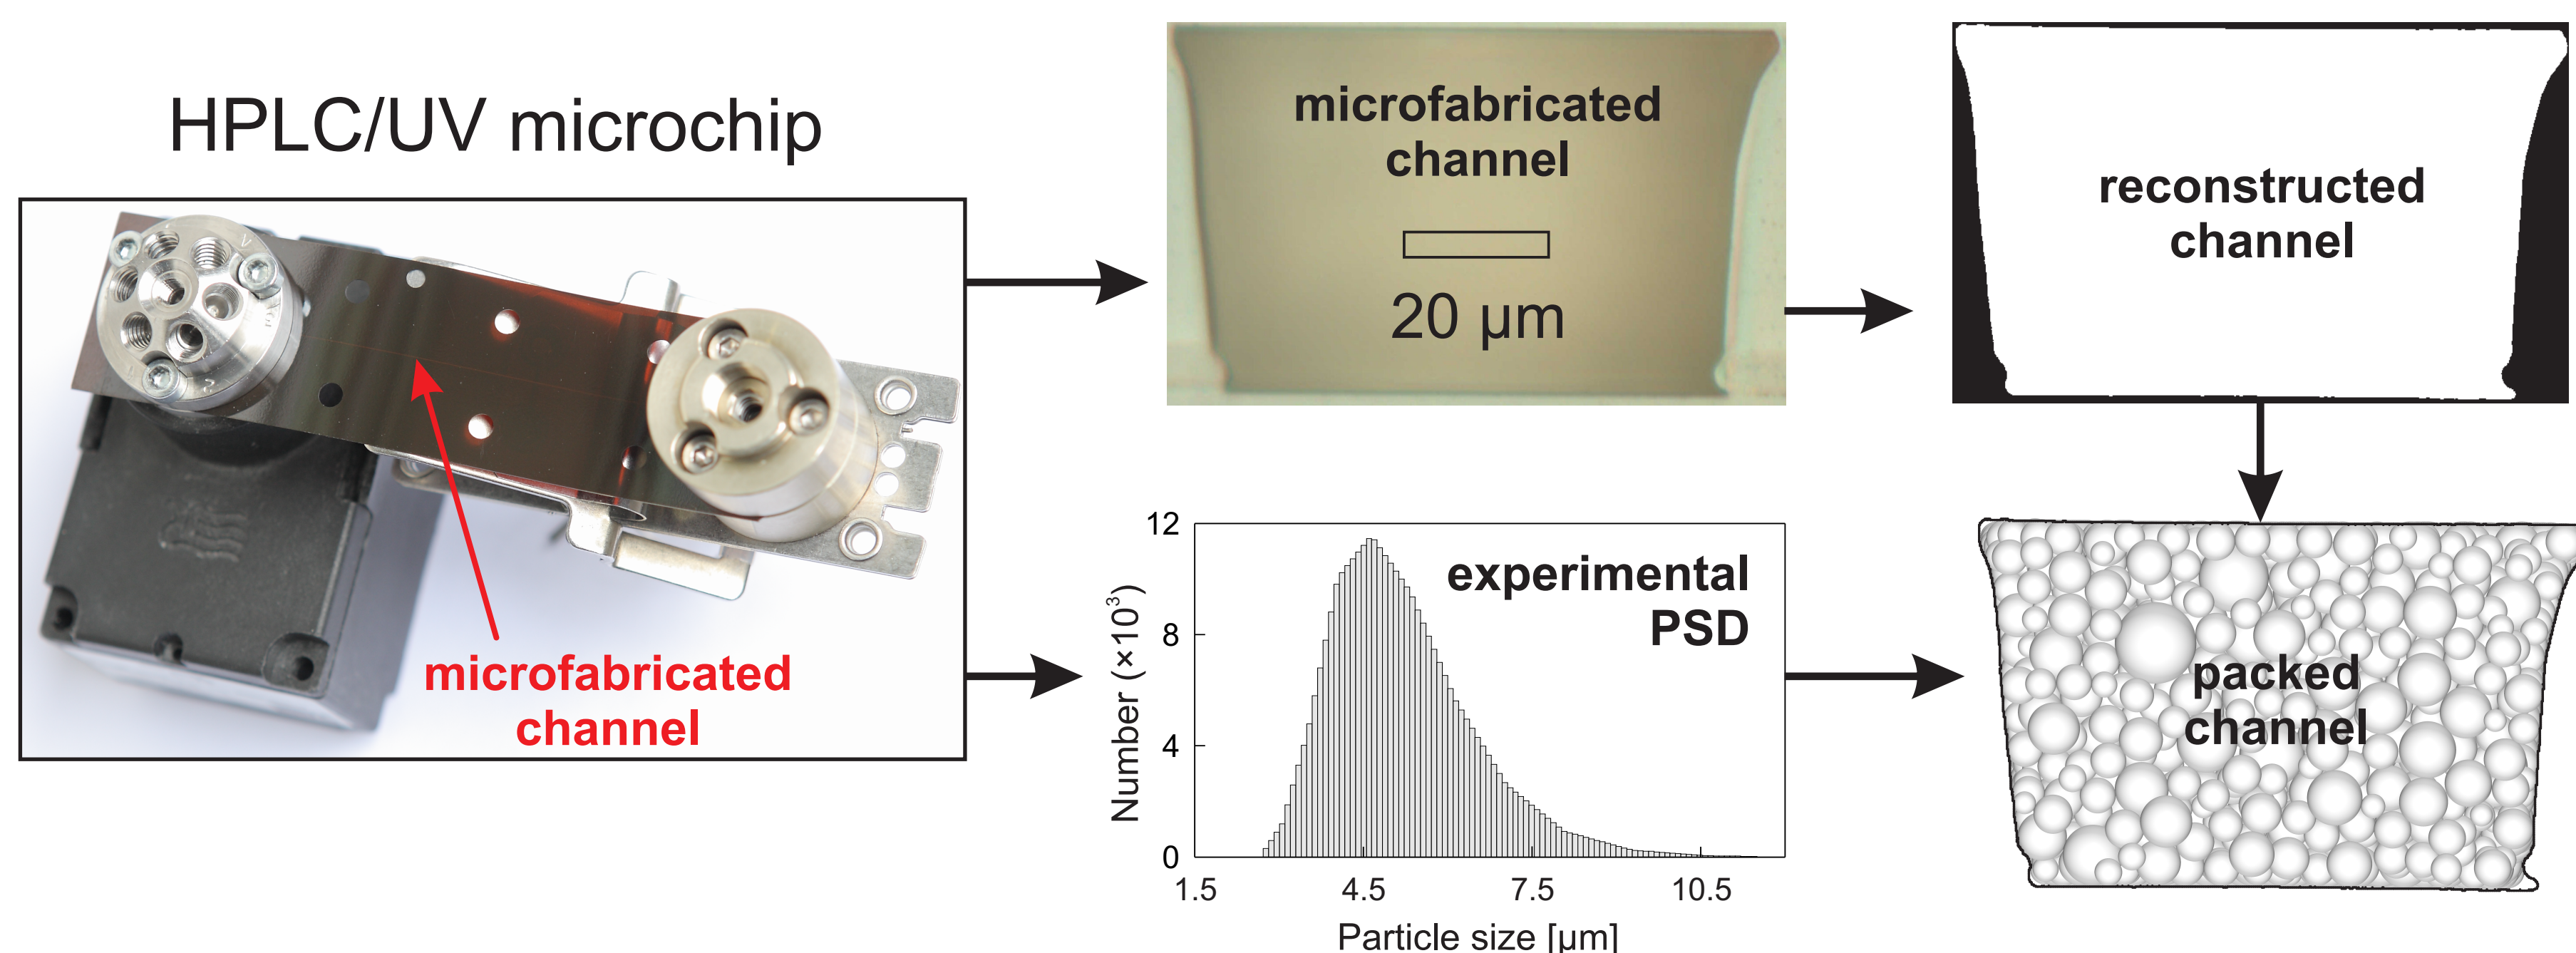 HPLC/UV microchip
microfabricated
channel
microfabricated
channel
20 µm
reconstructed
channel
12
8
4
0
Number (×10³)
experimental
PSD
1.5 4.5 7.5 10.5
Particle size [µm]
packed
channel